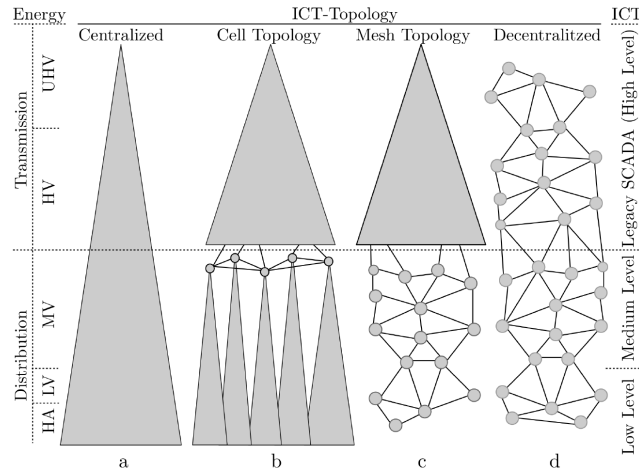 Energy
ICT-Topology
ICT
Centralized
Cell Topology
Mesh Topology
Decentralitzed
Transmission
UHV
HV
Distribution
MV
LV
HA
Legacy SCADA (High Level)
Medium Level
Low Level
a
b
c
d